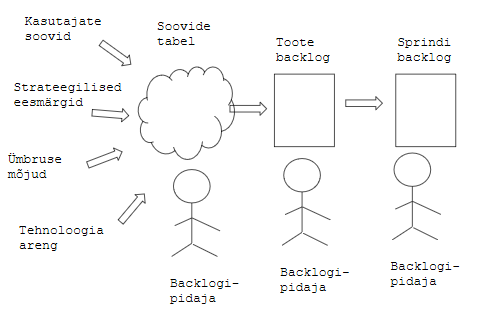 Kasutajate
soovid
Soovide
tabel
Toote
backlog
Sprindi
backlog
Strateegilised
eesmärgid
Ümbruse
mõjud
Tehnoloogia
areng
Backlogi-
pidaja
Backlogi-
pidaja
Backlogi-
pidaja